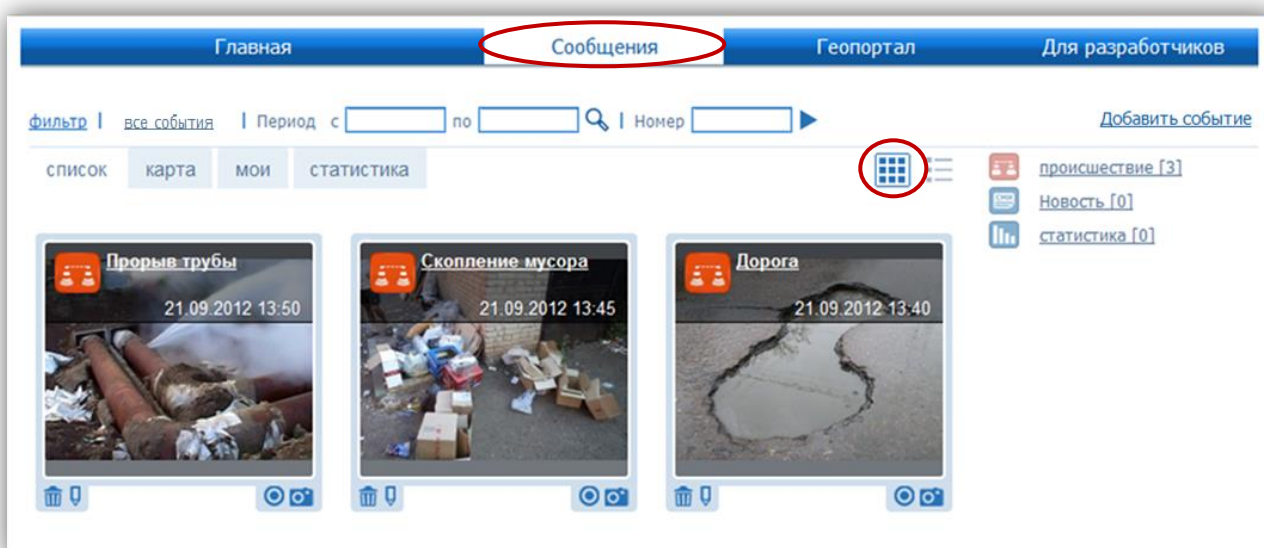 Главная Сообщения Геопортал Для разработчиков
фильтр | все события | Период с по | Номер Добавить событие
список карта мои статистика
происшествие [3]
Новость [0]
статистика [0]
Прорыв трубы
21.09.2012 13:50
Скопление мусора
21.09.2012 13:45
Дорога
21.09.2012 13:40